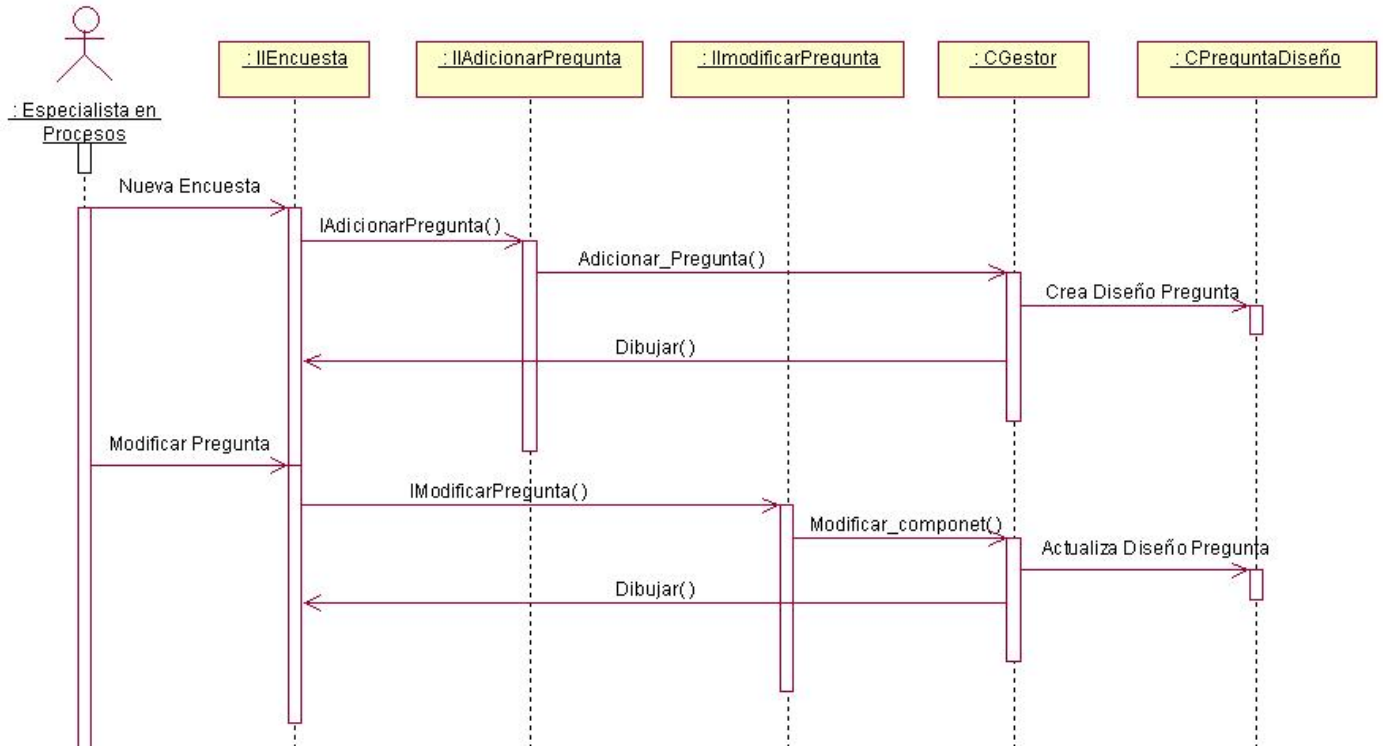 : IIEncuesta
: IIAdicionarPregunta
: IImodificarPregunta
: CGestor
: CPreguntaDiseño
: Especialista en
Procesos
Nueva Encuesta
IAdicionarPregunta()
Adicionar_Pregunta()
Crea Diseño Pregunta
Dibujar()
Modificar Pregunta
IModificarPregunta()
Modificar_componet()
Actualiza Diseño Pregunta
Dibujar()